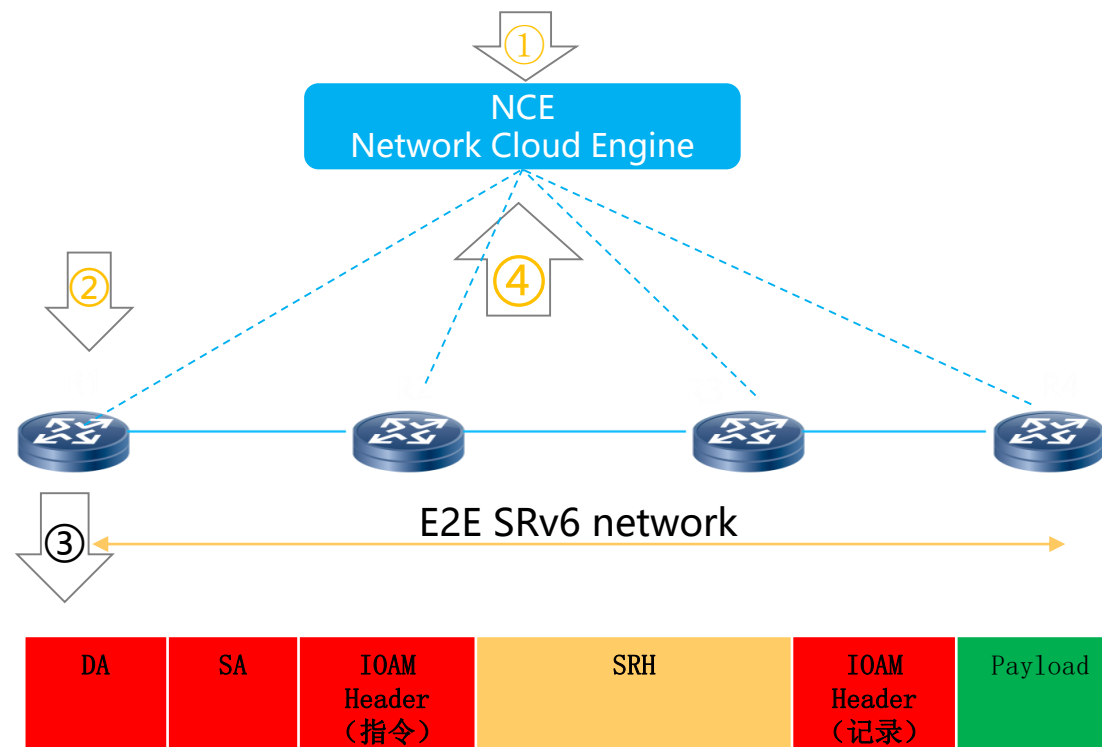 ①
NCE
Network Cloud Engine
②
④
③
E2E SRv6 network
DA
SA
IOAM
Header
（指令）
SRH
IOAM
Header
（记录）
Payload